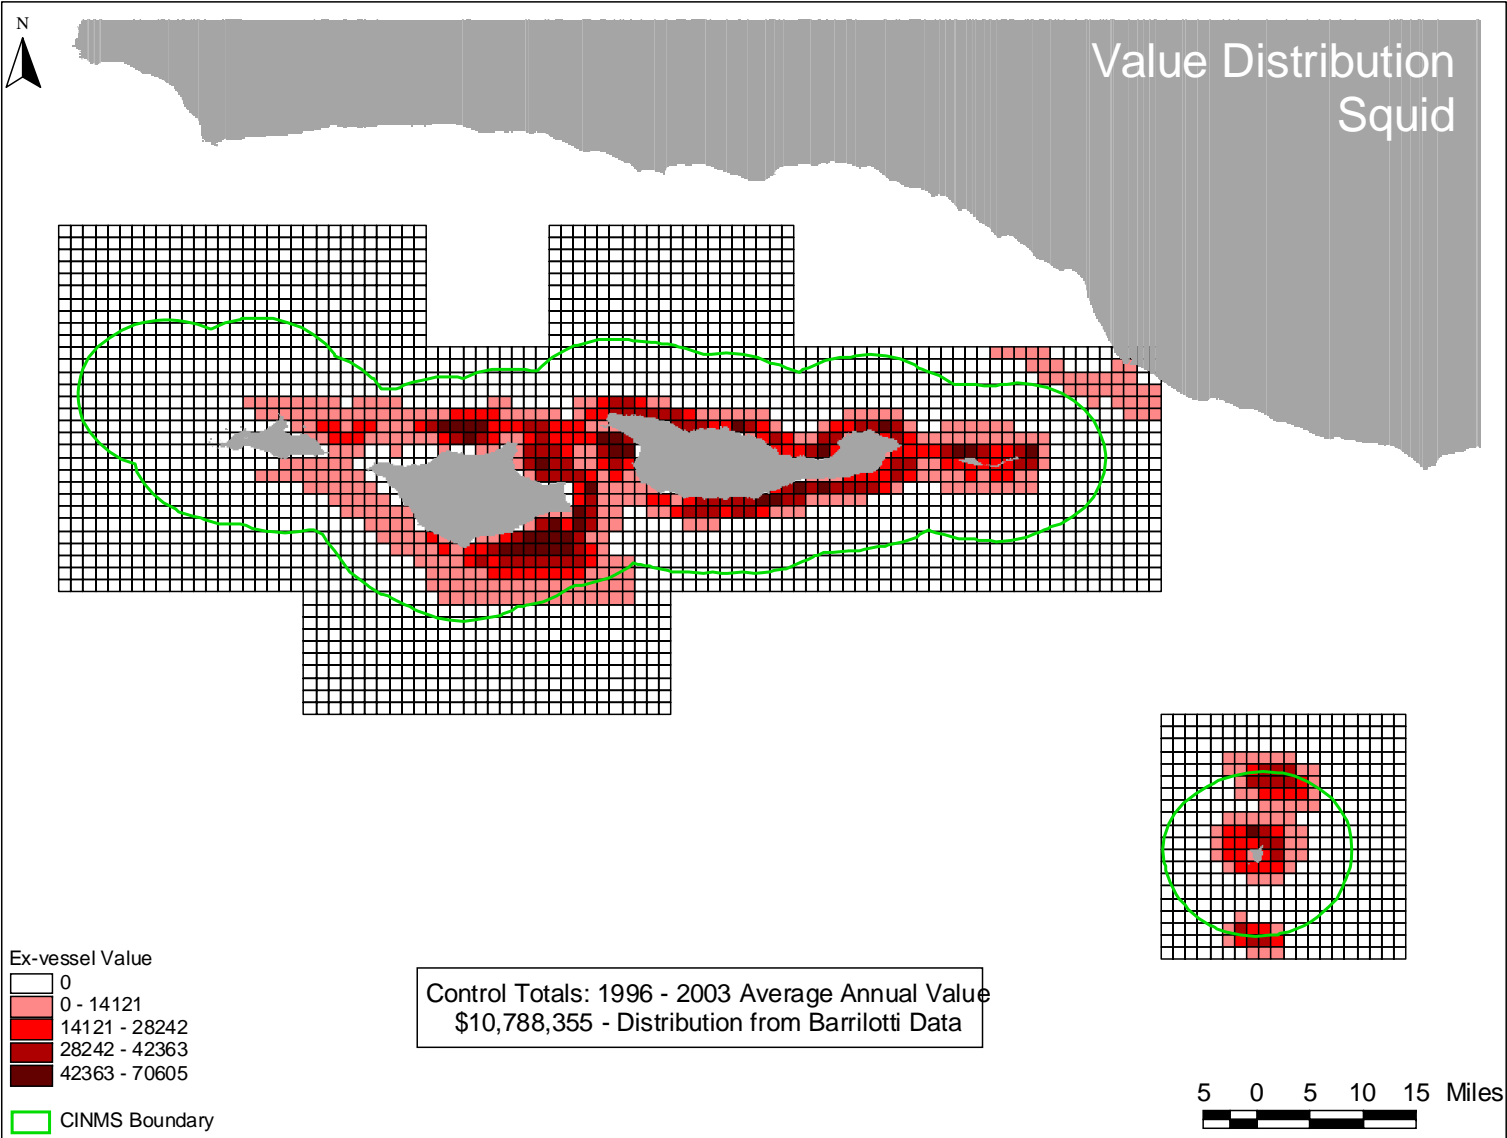 N
Value Distribution
Squid
Ex-vessel Value
0
0 - 14121
14121 - 28242
28242 - 42363
42363 - 70605
CINMS Boundary
Control Totals: 1996 - 2003 Average Annual Value
$10,788,355 - Distribution from Barrilotti Data
5 0 5 10 15 Miles